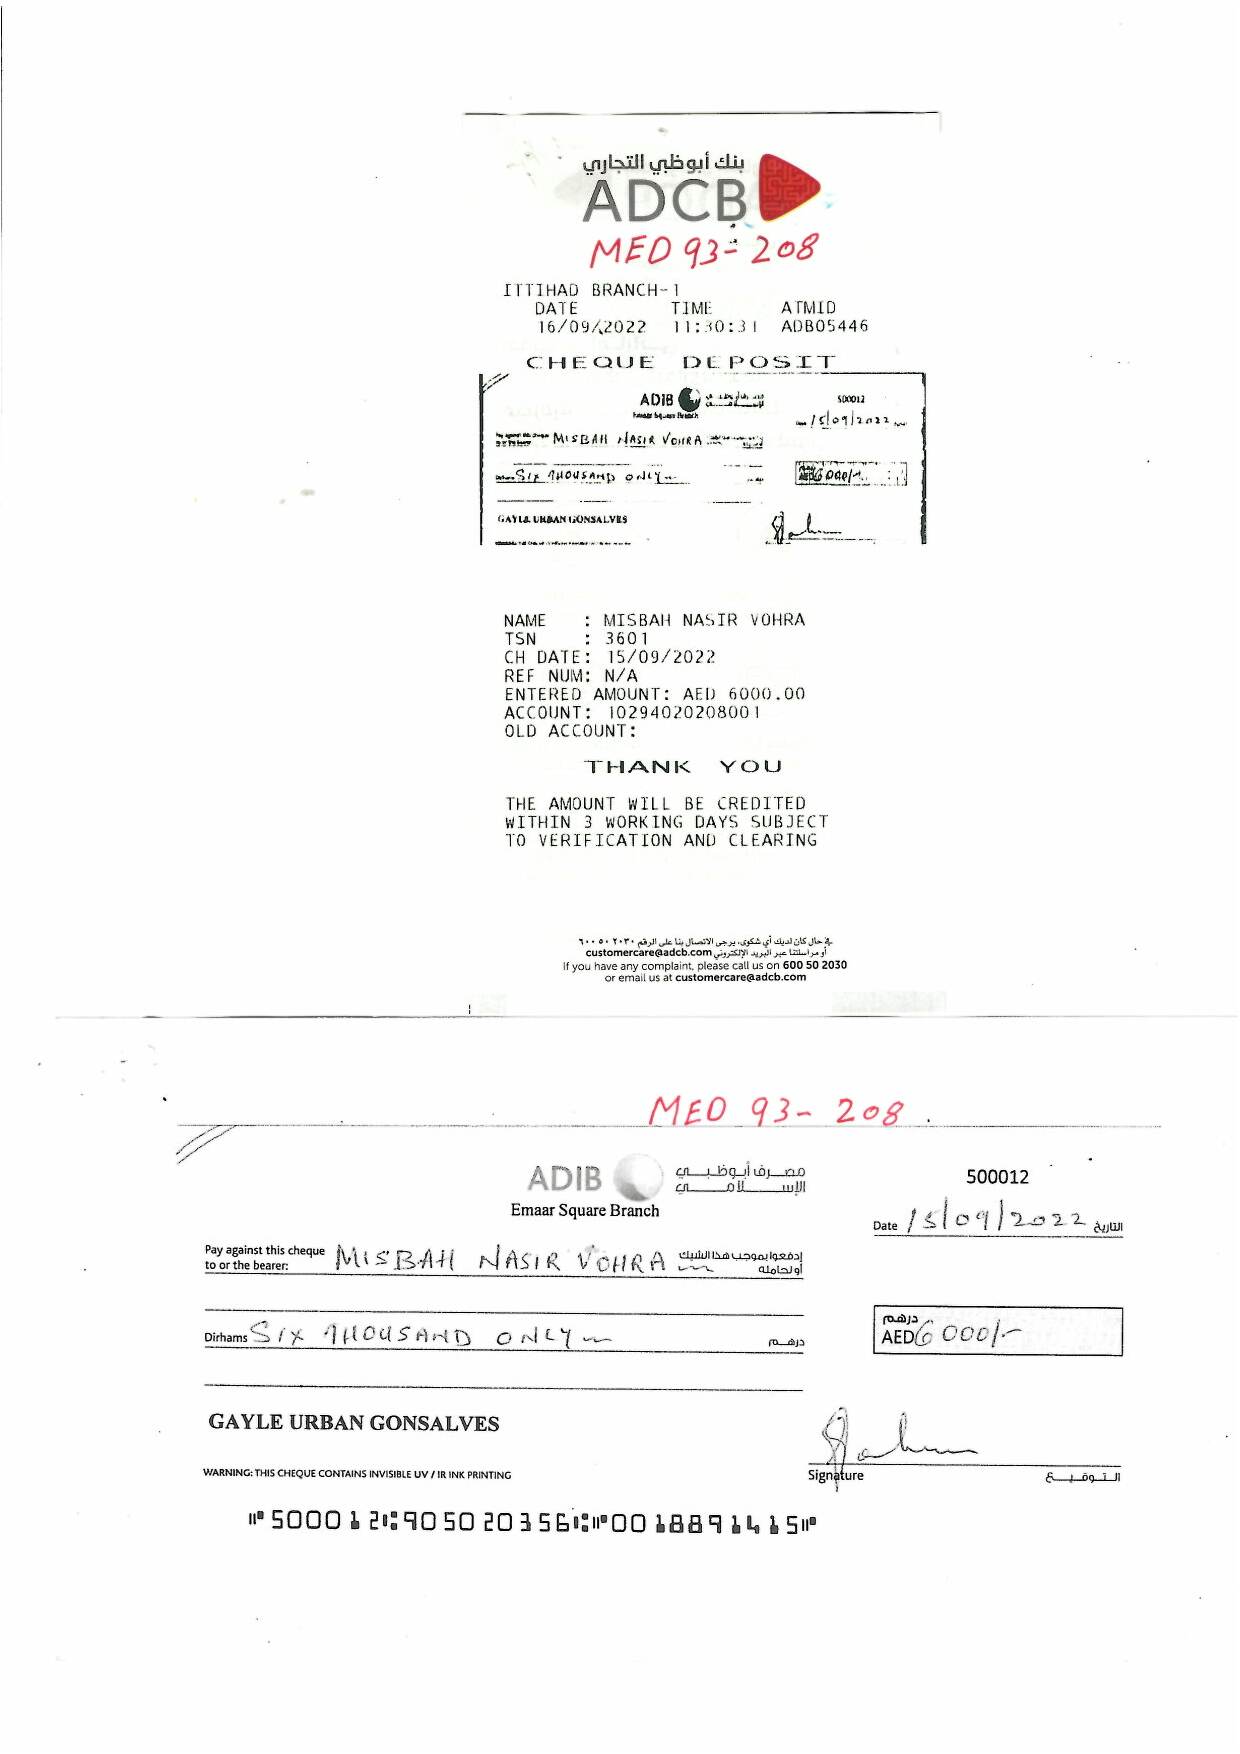 بنك أبوظبي التجاري
ADCB
MED 93-208
ITTIHAD BRANCH-1
DATE TIME ATMID
16/09/2022 11:30:31 ADB05446
CHEQUE DEPOSIT
ADIB
500012
Emaar Square Branch
15/09/2022
MISBAH NASIR VOHRA
SIX THOUSAND ONLY
6000/-
GAYLE URBAN GONSALVES
NAME : MISBAH NASIR VOHRA
TSN : 3601
CH DATE: 15/09/2022
REF NUM: N/A
ENTERED AMOUNT: AED 6000.00
ACCOUNT: 10294020208001
OLD ACCOUNT:
THANK YOU
THE AMOUNT WILL BE CREDITED
WITHIN 3 WORKING DAYS SUBJECT
TO VERIFICATION AND CLEARING
في حال كان لديك أي شكوى، يرجى الاتصال بنا على الرقم ٦٠٠ ٥٠ ٢٠٣٠
أو مراسلتنا عبر البريد الإلكتروني customercare@adcb.com
If you have any complaint, please call us on 600 50 2030
or email us at customercare@adcb.com
MED 93-208
ADIB مصرف أبوظبي الإسلامي
500012
Emaar Square Branch
Date 15/09/2022 التاريخ
Pay against this cheque to or the bearer: MISBAH NASIR VOHRA إدفعوا بموجب هذا الشيك أو لحامله
Dirhams SIX THOUSAND ONLY درهم
درهم
AED 6000/-
GAYLE URBAN GONSALVES
WARNING: THIS CHEQUE CONTAINS INVISIBLE UV / IR INK PRINTING
Signature التوقيع
⑈500012⑆905020356⑆⑈0018891415⑈